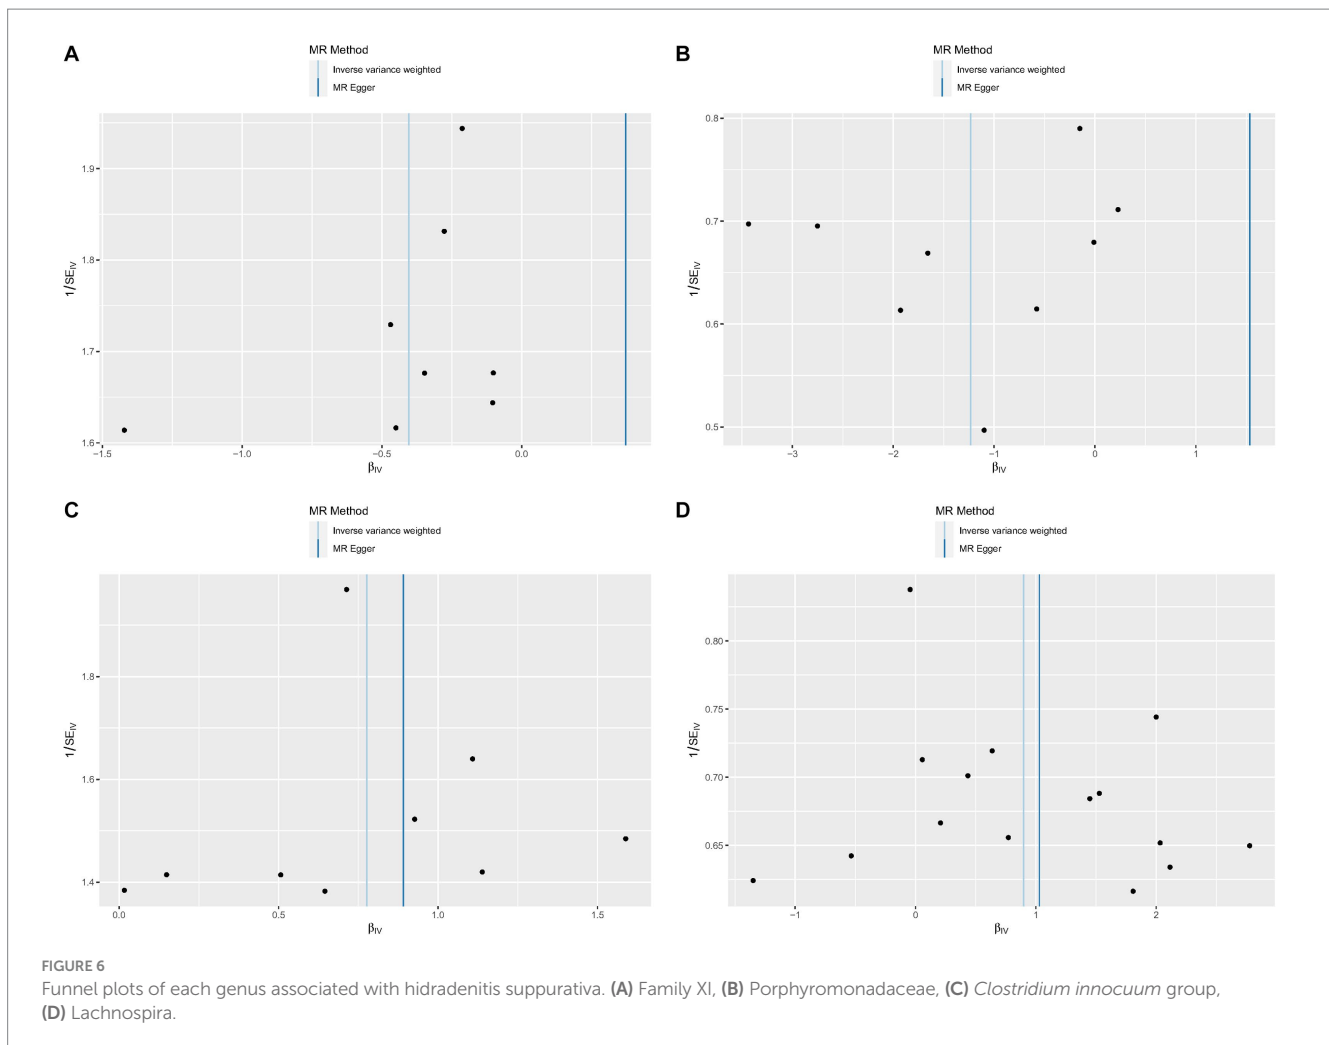 A
MR Method
Inverse variance weighted
MR Egger
1.9
1.8
1.7
1.6
1/SE_IV
−1.5
−1.0
−0.5
0.0
β_IV
B
MR Method
Inverse variance weighted
MR Egger
0.8
0.7
0.6
0.5
1/SE_IV
−3
−2
−1
0
1
β_IV
C
MR Method
Inverse variance weighted
MR Egger
1.8
1.6
1.4
1/SE_IV
0.0
0.5
1.0
1.5
β_IV
D
MR Method
Inverse variance weighted
MR Egger
0.80
0.75
0.70
0.65
1/SE_IV
−1
0
1
2
β_IV
FIGURE 6
Funnel plots of each genus associated with hidradenitis suppurativa. (A) Family XI, (B) Porphyromonadaceae, (C) Clostridium innocuum group,
(D) Lachnospira.